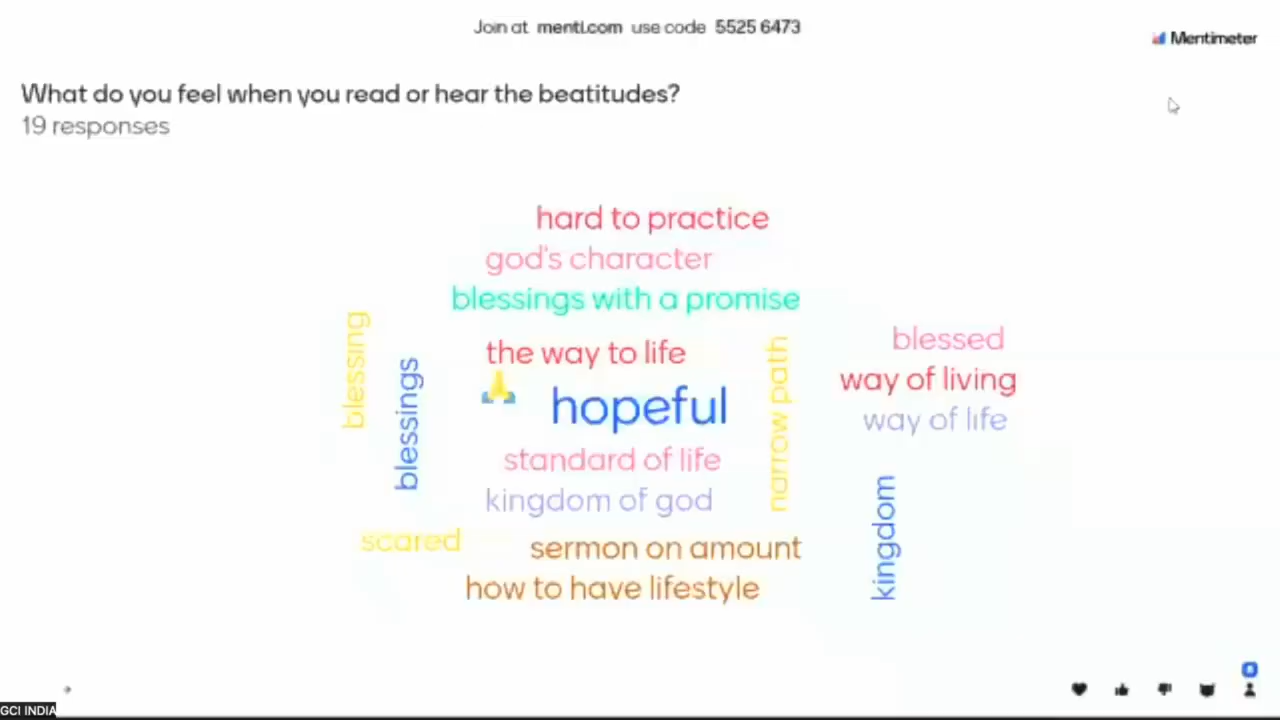 Join at menti.com use code 5525 6473
Mentimeter
What do you feel when you read or hear the beatitudes?
19 responses
hard to practice
god's character
blessings with a promise
blessing
blessings
the way to life
hopeful
narrow path
blessed
way of living
way of life
standard of life
kingdom of god
kingdom
scared
sermon on amount
how to have lifestyle
GCI INDIA